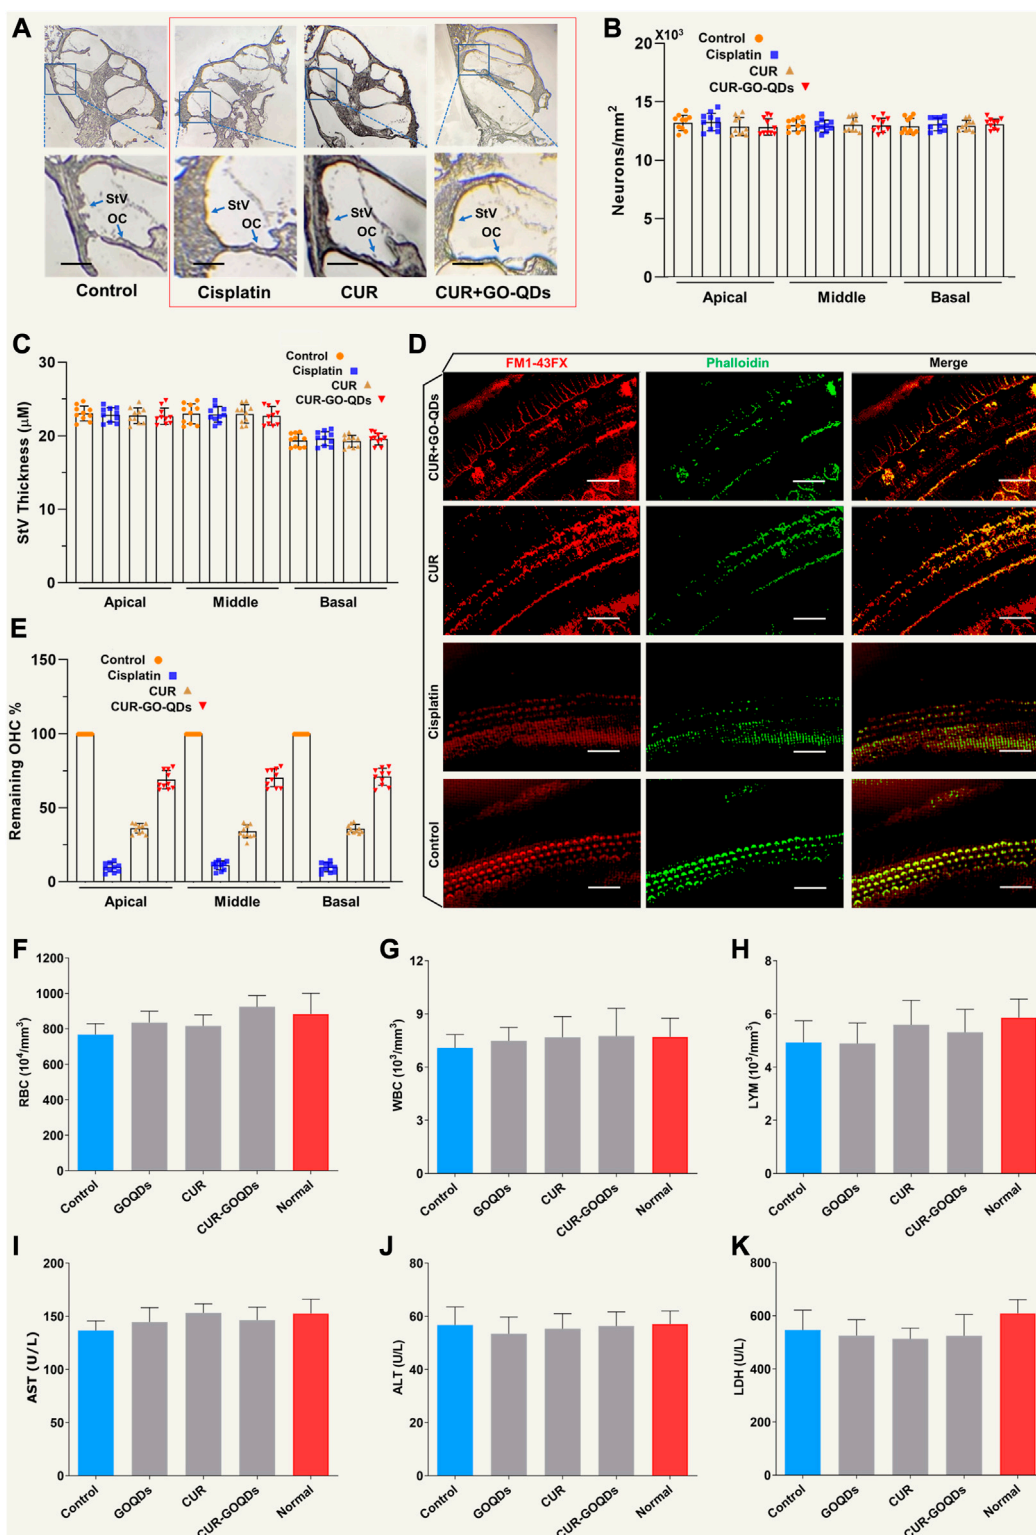 A
StV
OC
StV
OC
StV
OC
StV
OC
Control
Cisplatin
CUR
CUR+GO-QDs
B
×10³
Control
Cisplatin
CUR
CUR-GO-QDs
20
15
10
5
0
Neurons/mm²
Apical
Middle
Basal
C
Control
Cisplatin
CUR
CUR-GO-QDs
30
20
10
0
StV Thickness (μM)
Apical
Middle
Basal
D
FM1-43FX
Phalloidin
Merge
CUR+GO-QDs
CUR
Cisplatin
Control
E
Control
Cisplatin
CUR
CUR-GO-QDs
150
100
50
0
Remaining OHC %
Apical
Middle
Basal
F
1200
1000
800
600
400
200
0
RBC (10⁴/mm³)
Control
GOQDs
CUR
CUR-GOQDs
Normal
G
12
9
6
3
0
WBC (10³/mm³)
Control
GOQDs
CUR
CUR-GOQDs
Normal
H
8
6
4
2
0
LYM (10³/mm³)
Control
GOQDs
CUR
CUR-GOQDs
Normal
I
200
150
100
50
0
AST (U/L)
Control
GOQDs
CUR
CUR-GOQDs
Normal
J
80
60
40
20
0
ALT (U/L)
Control
GOQDs
CUR
CUR-GOQDs
Normal
K
800
600
400
200
0
LDH (U/L)
Control
GOQDs
CUR
CUR-GOQDs
Normal